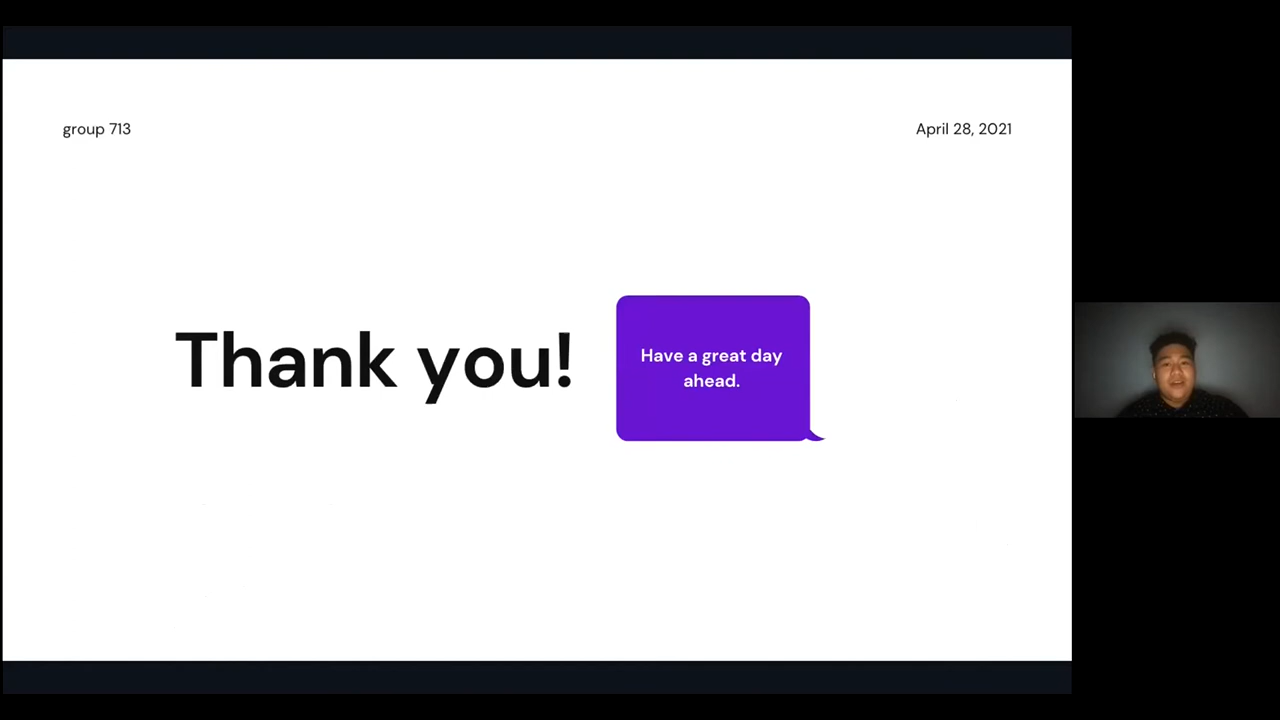 group 713
April 28, 2021
Thank you!
Have a great day
ahead.